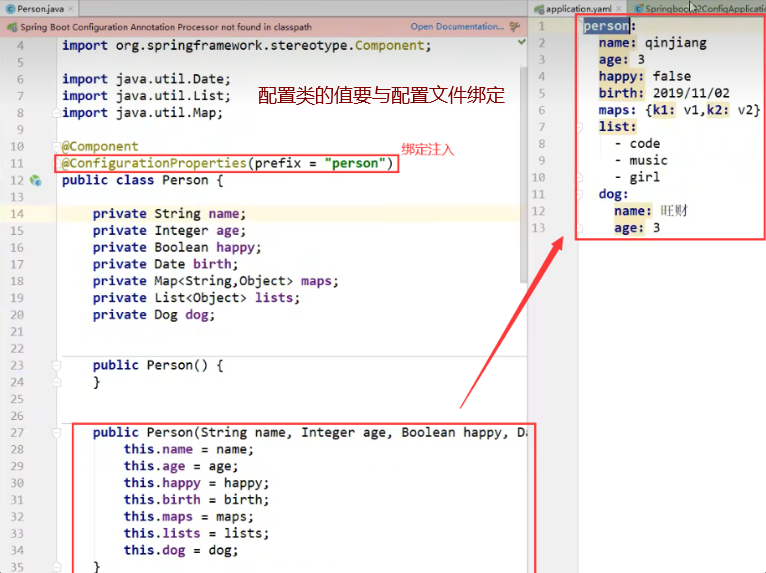 Person.java
Spring Boot Configuration Annotation Processor not found in classpath
Open Documentation...
4 import org.springframework.stereotype.Component;
5
6 import java.util.Date;
7 import java.util.List;
8 import java.util.Map;
9
10 @Component
11 @ConfigurationProperties(prefix = "person")
12 public class Person {
13
14 private String name;
15 private Integer age;
16 private Boolean happy;
17 private Date birth;
18 private Map<String,Object> maps;
19 private List<Object> lists;
20 private Dog dog;
21
22
23 public Person() {
24 }
25
26
27 public Person(String name, Integer age, Boolean happy, Da
28 this.name = name;
29 this.age = age;
30 this.happy = happy;
31 this.birth = birth;
32 this.maps = maps;
33 this.lists = lists;
34 this.dog = dog;
35 }
配置类的值要与配置文件绑定
绑定注入
application.yaml
1 person:
2 name: qinjiang
3 age: 3
4 happy: false
5 birth: 2019/11/02
6 maps: {k1: v1,k2: v2}
7 list:
8 - code
9 - music
10 - girl
11 dog:
12 name: 旺财
13 age: 3